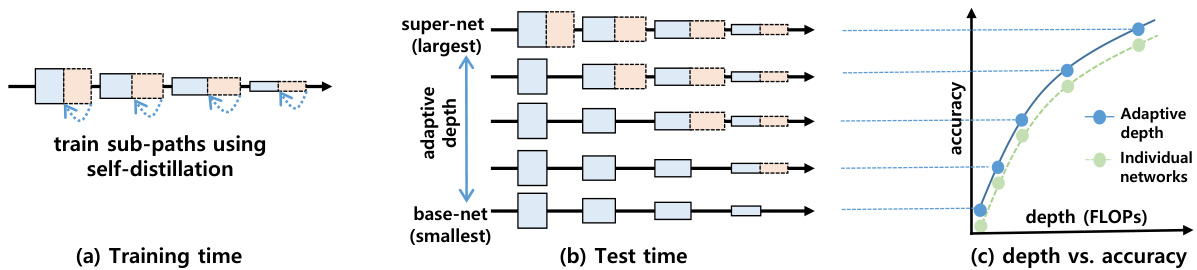 train sub-paths using
self-distillation
(a) Training time
super-net
(largest)
adaptive
depth
base-net
(smallest)
(b) Test time
accuracy
Adaptive
depth
Individual
networks
depth (FLOPs)
(c) depth vs. accuracy